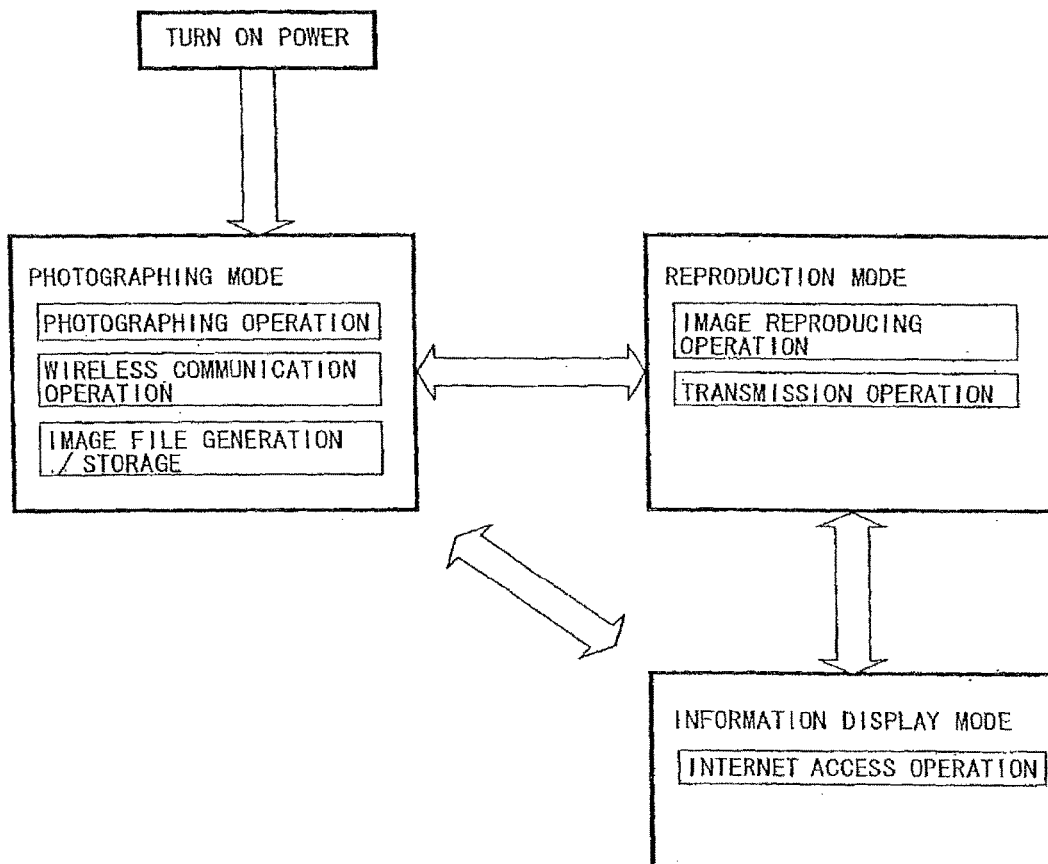 TURN ON POWER
PHOTOGRAPHING MODE
PHOTOGRAPHING OPERATION
WIRELESS COMMUNICATION
OPERATION
IMAGE FILE GENERATION
/ STORAGE
REPRODUCTION MODE
IMAGE REPRODUCING
OPERATION
TRANSMISSION OPERATION
INFORMATION DISPLAY MODE
INTERNET ACCESS OPERATION